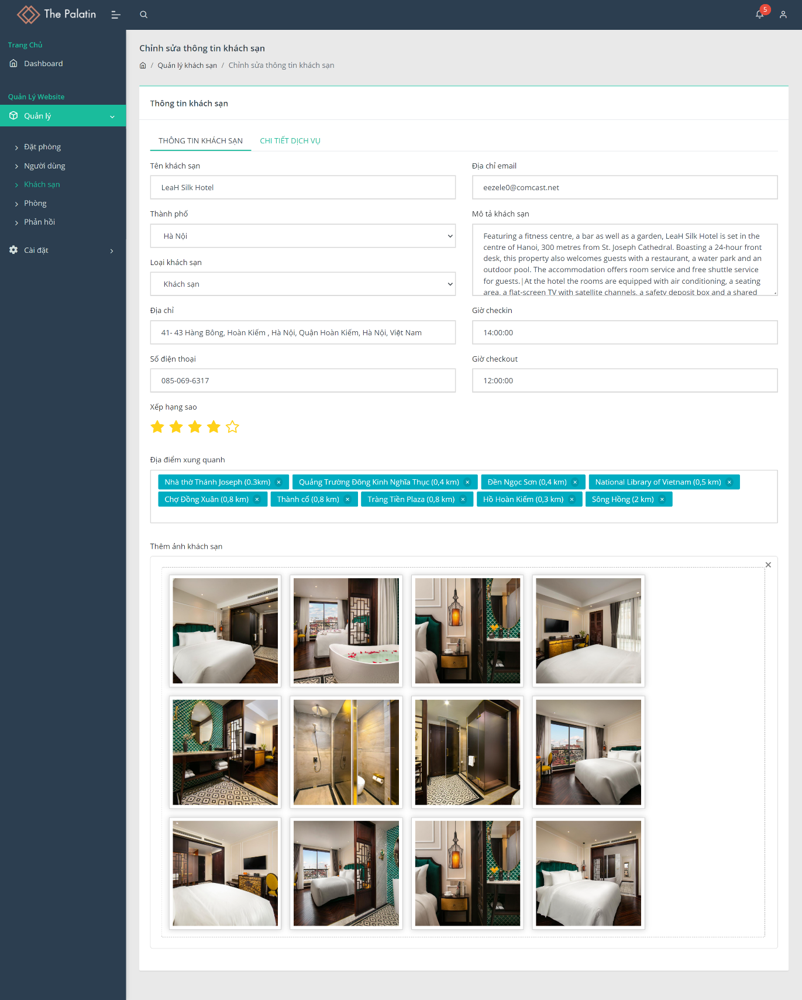 The Palatin
5
Trang Chủ
Dashboard
Quản Lý Website
Quản lý
Đặt phòng
Người dùng
Khách sạn
Phòng
Phản hồi
Cài đặt
Chỉnh sửa thông tin khách sạn
/ Quản lý khách sạn / Chỉnh sửa thông tin khách sạn
Thông tin khách sạn
THÔNG TIN KHÁCH SẠN CHI TIẾT DỊCH VỤ
Tên khách sạn
LeaH Silk Hotel
Địa chỉ email
eezele0@comcast.net
Thành phố
Hà Nội
Mô tả khách sạn
Featuring a fitness centre, a bar as well as a garden, LeaH Silk Hotel is set in the
centre of Hanoi, 300 metres from St. Joseph Cathedral. Boasting a 24-hour front
desk, this property also welcomes guests with a restaurant, a water park and an
outdoor pool. The accommodation offers room service and free shuttle service
for guests.|At the hotel the rooms are equipped with air conditioning, a seating
area, a flat-screen TV with satellite channels, a safety deposit box and a shared
Loại khách sạn
Khách sạn
Địa chỉ
41- 43 Hàng Bông, Hoàn Kiếm , Hà Nội, Quận Hoàn Kiếm, Hà Nội, Việt Nam
Giờ checkin
14:00:00
Số điện thoại
085-069-6317
Giờ checkout
12:00:00
Xếp hạng sao
Địa điểm xung quanh
Nhà thờ Thánh Joseph (0.3km) × Quảng Trường Đông Kinh Nghĩa Thục (0,4 km) × Đền Ngọc Sơn (0,4 km) × National Library of Vietnam (0,5 km) ×
Chợ Đồng Xuân (0,8 km) × Thành cổ (0,8 km) × Tràng Tiền Plaza (0,8 km) × Hồ Hoàn Kiếm (0,3 km) × Sông Hồng (2 km) ×
Thêm ảnh khách sạn
×